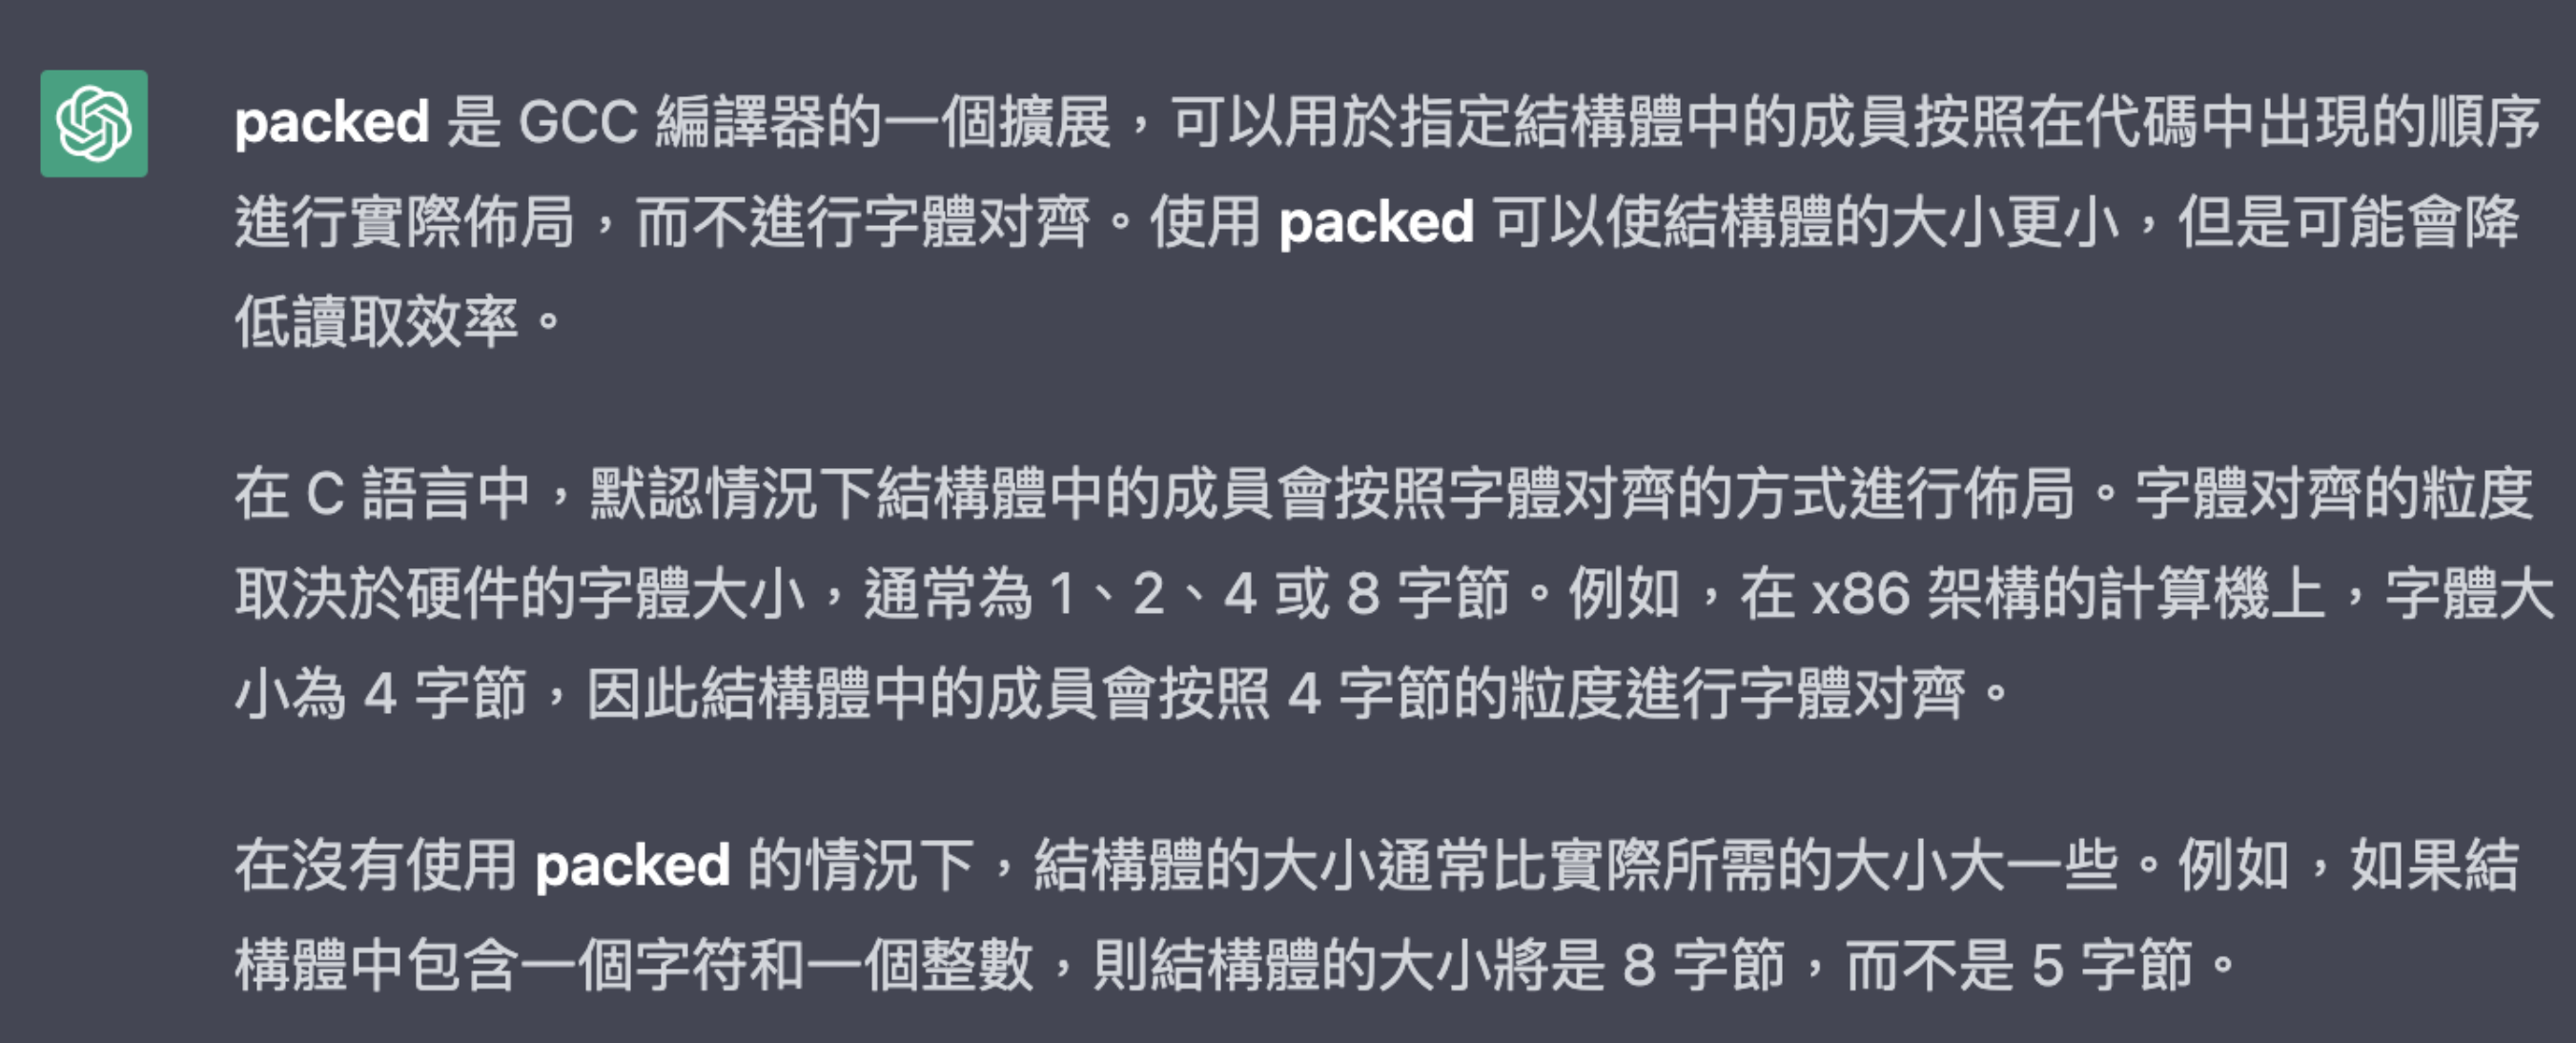 packed 是 GCC 編譯器的一個擴展，可以用於指定結構體中的成員按照在代碼中出現的順序
進行實際佈局，而不進行字體对齊。使用 packed 可以使結構體的大小更小，但是可能會降
低讀取效率。
在 C 語言中，默認情況下結構體中的成員會按照字體对齊的方式進行佈局。字體对齊的粒度
取決於硬件的字體大小，通常為 1、2、4 或 8 字節。例如，在 x86 架構的計算機上，字體大
小為 4 字節，因此結構體中的成員會按照 4 字節的粒度進行字體对齊。
在沒有使用 packed 的情況下，結構體的大小通常比實際所需的大小大一些。例如，如果結
構體中包含一個字符和一個整數，則結構體的大小將是 8 字節，而不是 5 字節。